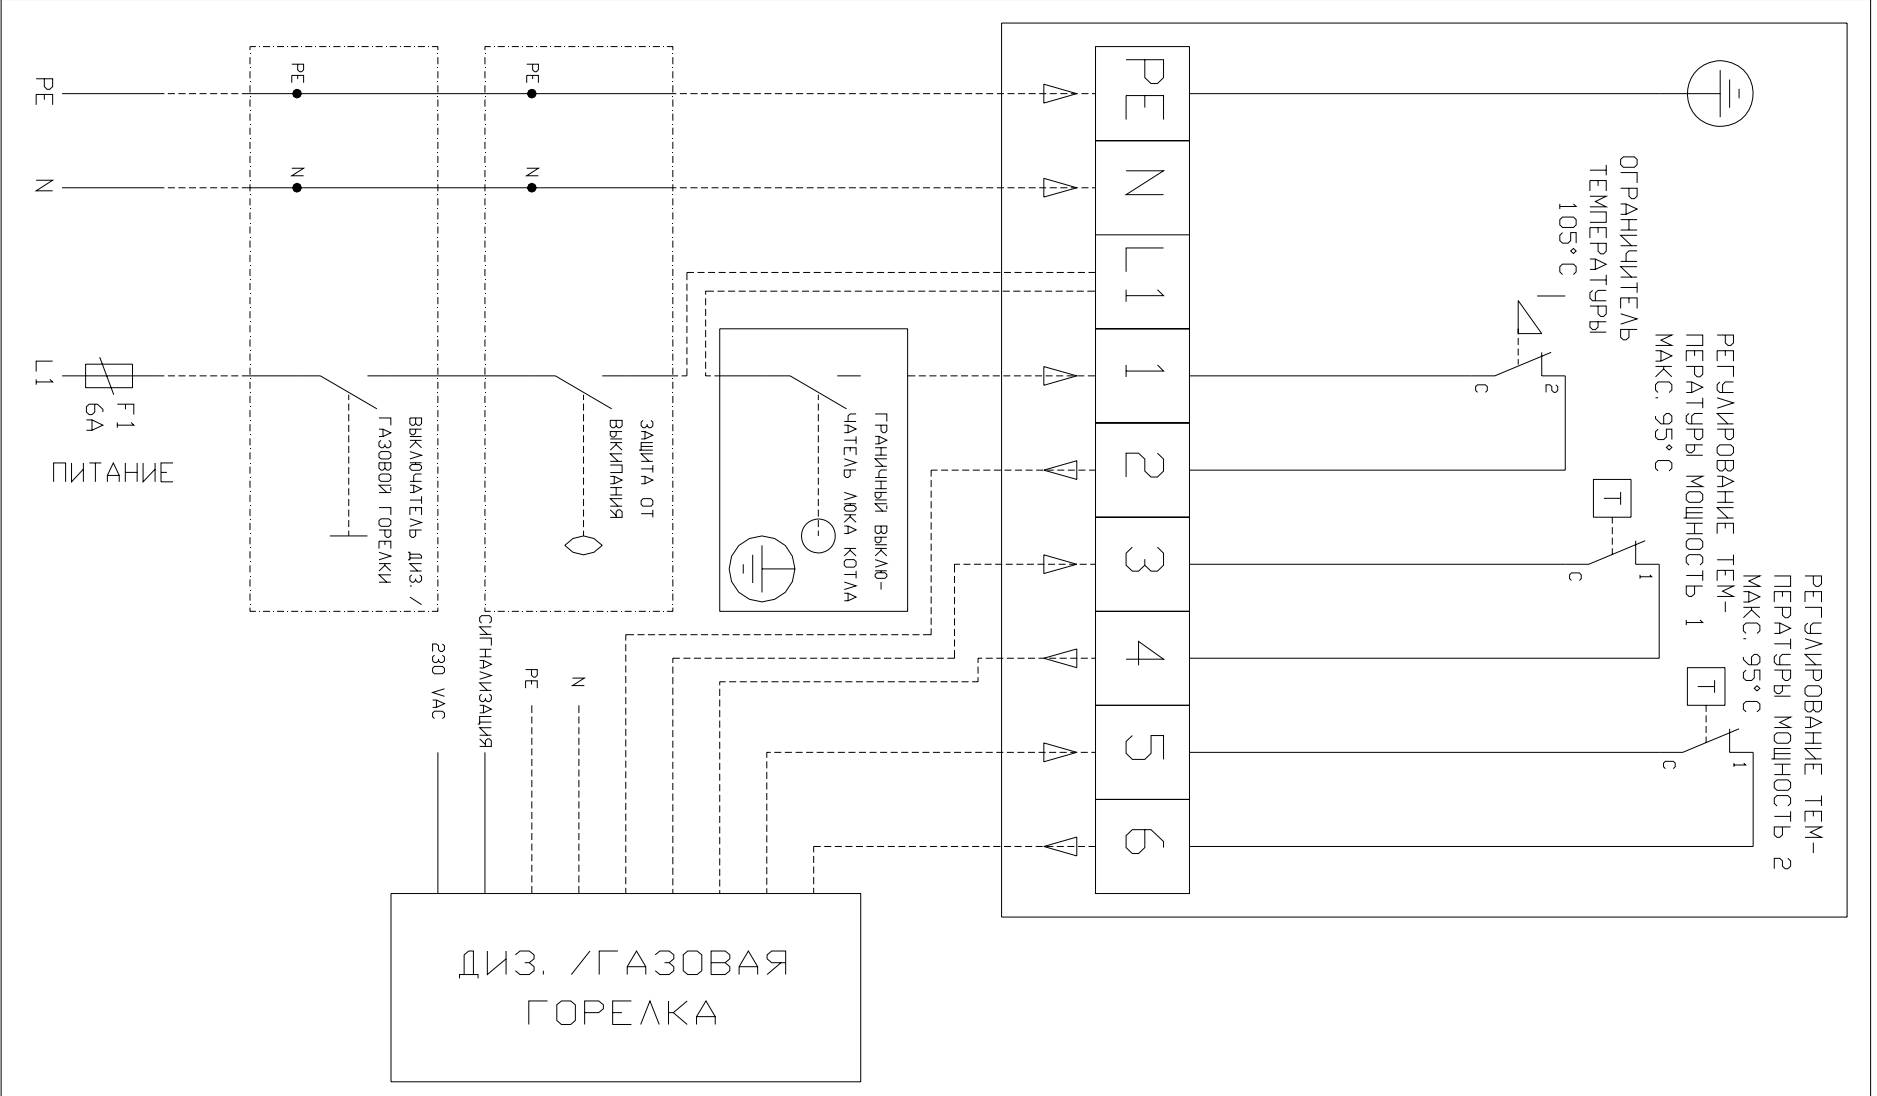 PE
N
L1
F1
6А
ПИТАНИЕ
PE
N
ВЫКЛЮЧАТЕЛЬ ДИЗ. /
ГАЗОВОЙ ГОРЕЛКИ
PE
N
ЗАЩИТА ОТ
ВЫКИПАНИЯ
ГРАНИЧНЫЙ ВЫКЛЮ-
ЧАТЕЛЬ ЛЮКА КОТЛА
PE
N
L1
1
2
3
4
5
6
ОГРАНИЧИТЕЛЬ
ТЕМПЕРАТУРЫ
105°C
C
2
РЕГУЛИРОВАНИЕ ТЕМ-
ПЕРАТУРЫ МОЩНОСТЬ 1
МАКС. 95°C
T
C
1
РЕГУЛИРОВАНИЕ ТЕМ-
ПЕРАТУРЫ МОЩНОСТЬ 2
МАКС. 95°C
T
C
1
230 VAC
СИГНАЛИЗАЦИЯ
PE
N
ДИЗ. /ГАЗОВАЯ
ГОРЕЛКА